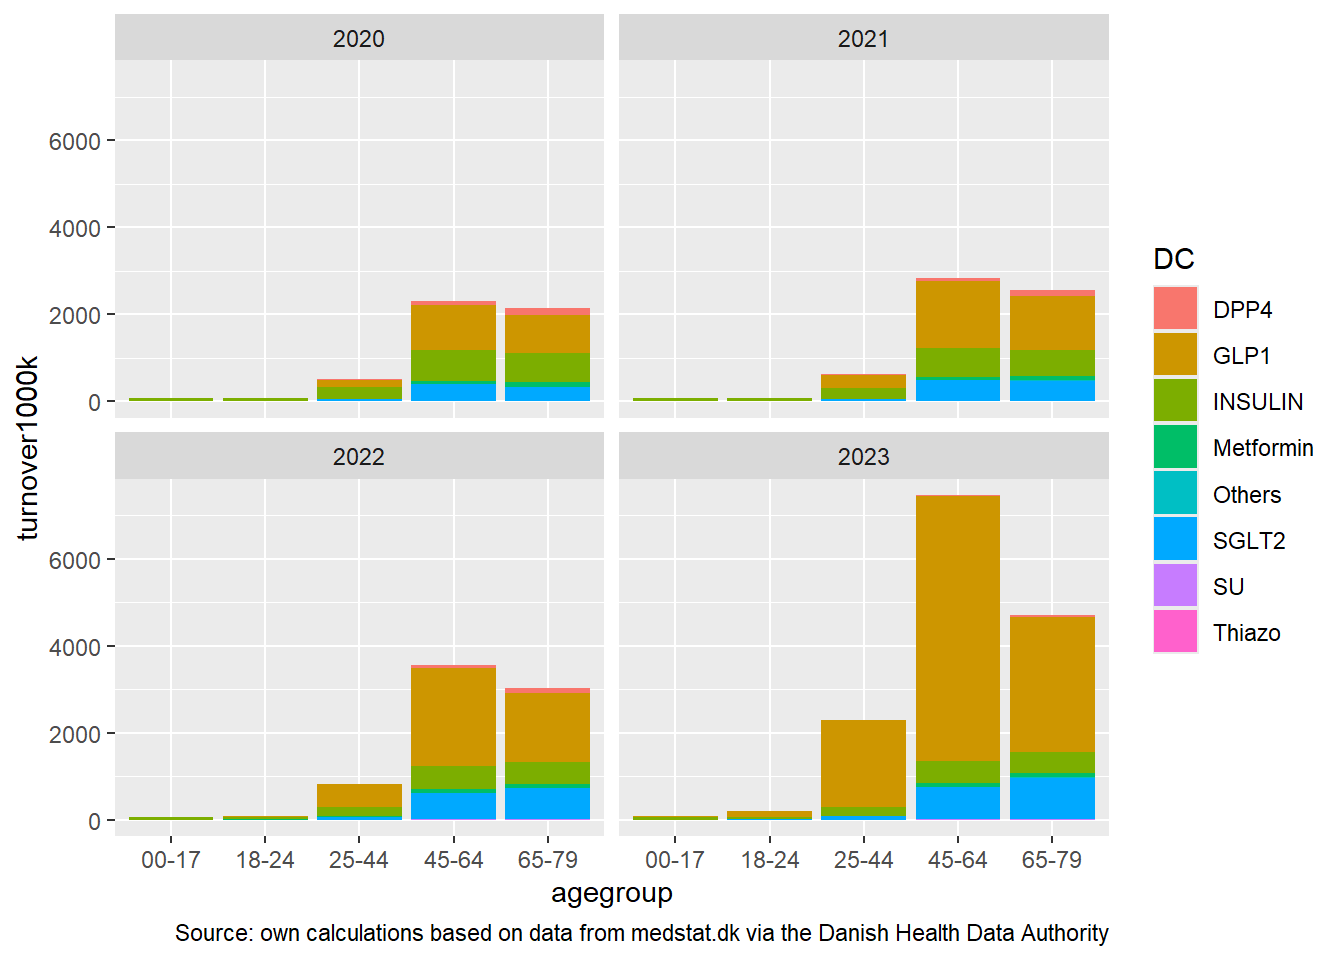 2020
2021
6000
4000
2000
0
2022
2023
6000
4000
2000
0
00-17
18-24
25-44
45-64
65-79
00-17
18-24
25-44
45-64
65-79
agegroup
turnover1000k
DC
DPP4
GLP1
INSULIN
Metformin
Others
SGLT2
SU
Thiazo
Source: own calculations based on data from medstat.dk via the Danish Health Data Authority